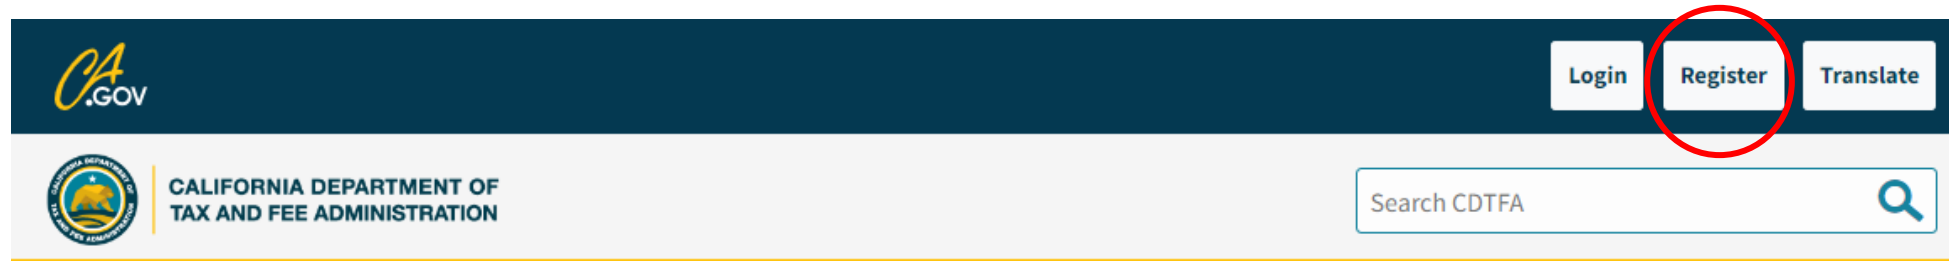 CA.GOV
Login
Register
Translate
CALIFORNIA DEPARTMENT OF
TAX AND FEE ADMINISTRATION
Search CDTFA